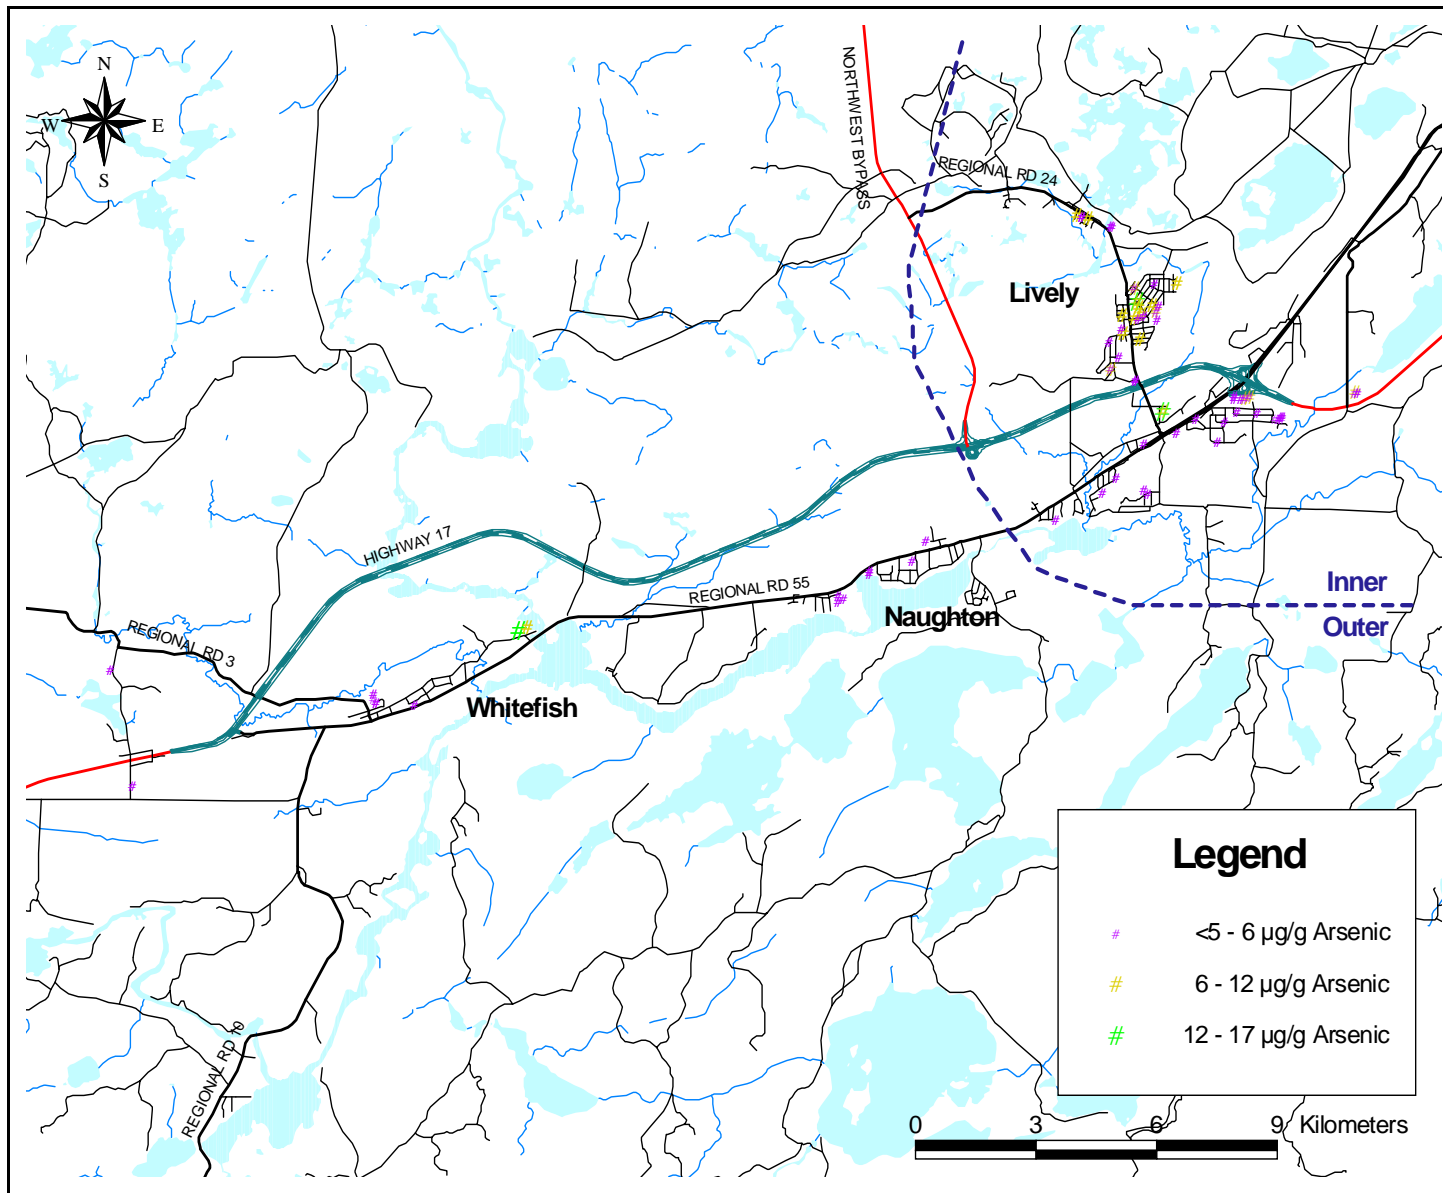 N
W E
S
NORTHWEST BYPASS
REGIONAL RD 24
Lively
HIGHWAY 17
REGIONAL RD 55
Inner
Naughton
Outer
REGIONAL RD 3
Whitefish
Legend
# <5 - 6 µg/g Arsenic
# 6 - 12 µg/g Arsenic
# 12 - 17 µg/g Arsenic
REGIONAL RD 10
0 3 6 9 Kilometers